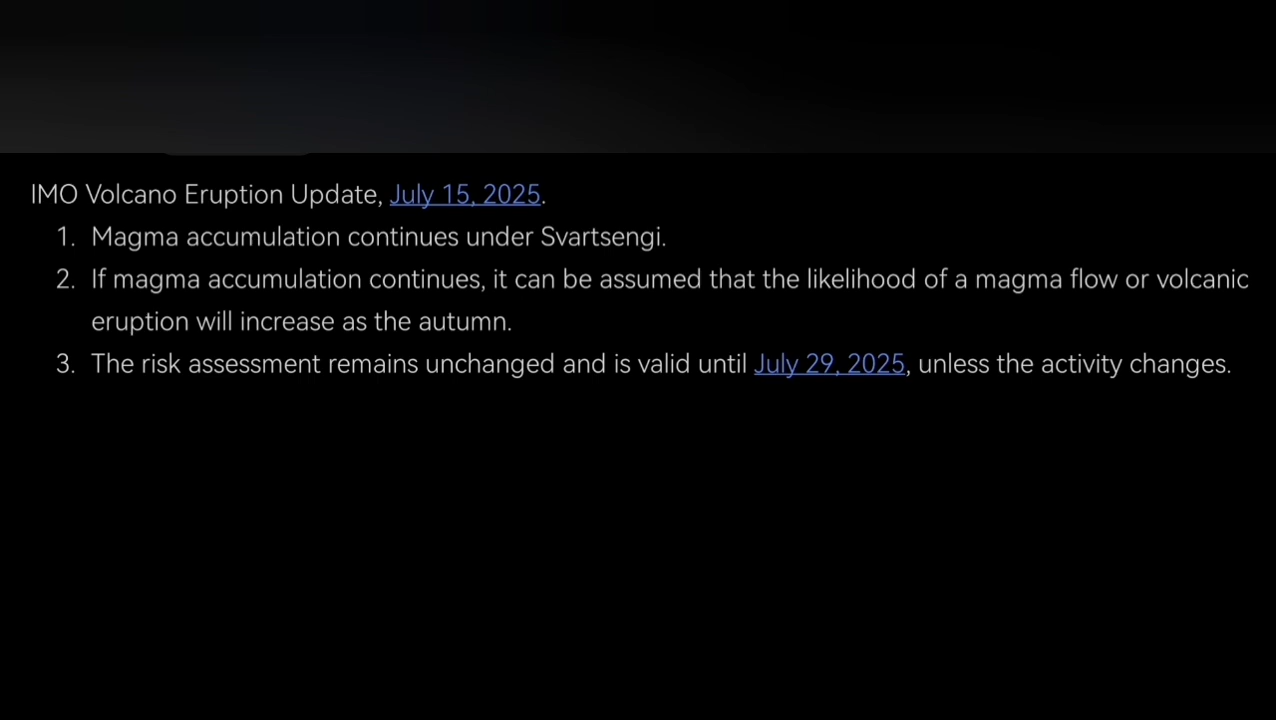 IMO Volcano Eruption Update, July 15, 2025.
1. Magma accumulation continues under Svartsengi.
2. If magma accumulation continues, it can be assumed that the likelihood of a magma flow or volcanic
eruption will increase as the autumn.
3. The risk assessment remains unchanged and is valid until July 29, 2025, unless the activity changes.